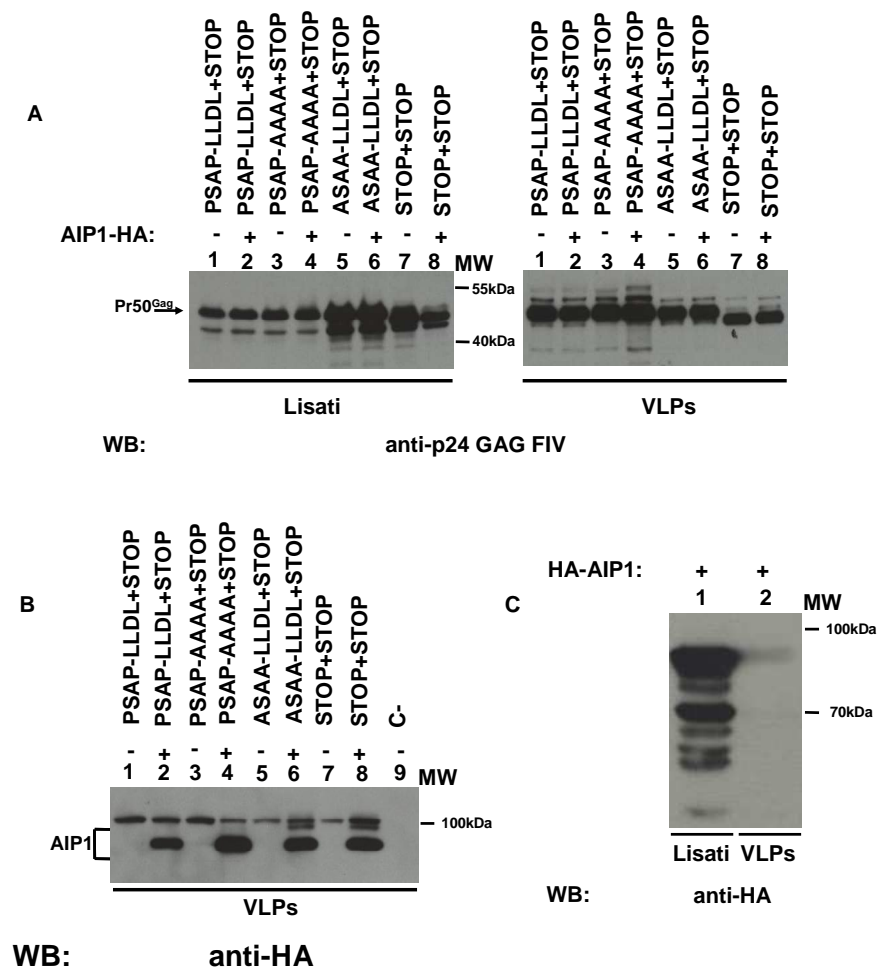 A
PSAP-LLDL+STOP
PSAP-LLDL+STOP
PSAP-AAAA+STOP
PSAP-AAAA+STOP
ASAA-LLDL+STOP
ASAA-LLDL+STOP
STOP+STOP
STOP+STOP
PSAP-LLDL+STOP
PSAP-LLDL+STOP
PSAP-AAAA+STOP
PSAP-AAAA+STOP
ASAA-LLDL+STOP
ASAA-LLDL+STOP
STOP+STOP
STOP+STOP
AIP1-HA: - + - + - + - + - + - + - + - +
1 2 3 4 5 6 7 8 MW 1 2 3 4 5 6 7 8
Pr50Gag
55kDa
40kDa
Lisati VLPs
WB: anti-p24 GAG FIV
B
PSAP-LLDL+STOP
PSAP-LLDL+STOP
PSAP-AAAA+STOP
PSAP-AAAA+STOP
ASAA-LLDL+STOP
ASAA-LLDL+STOP
STOP+STOP
STOP+STOP
C-
- + - + - + - + -
1 2 3 4 5 6 7 8 9 MW
100kDa
AIP1
VLPs
WB: anti-HA
C
HA-AIP1: + +
1 2 MW
100kDa
70kDa
Lisati VLPs
WB: anti-HA